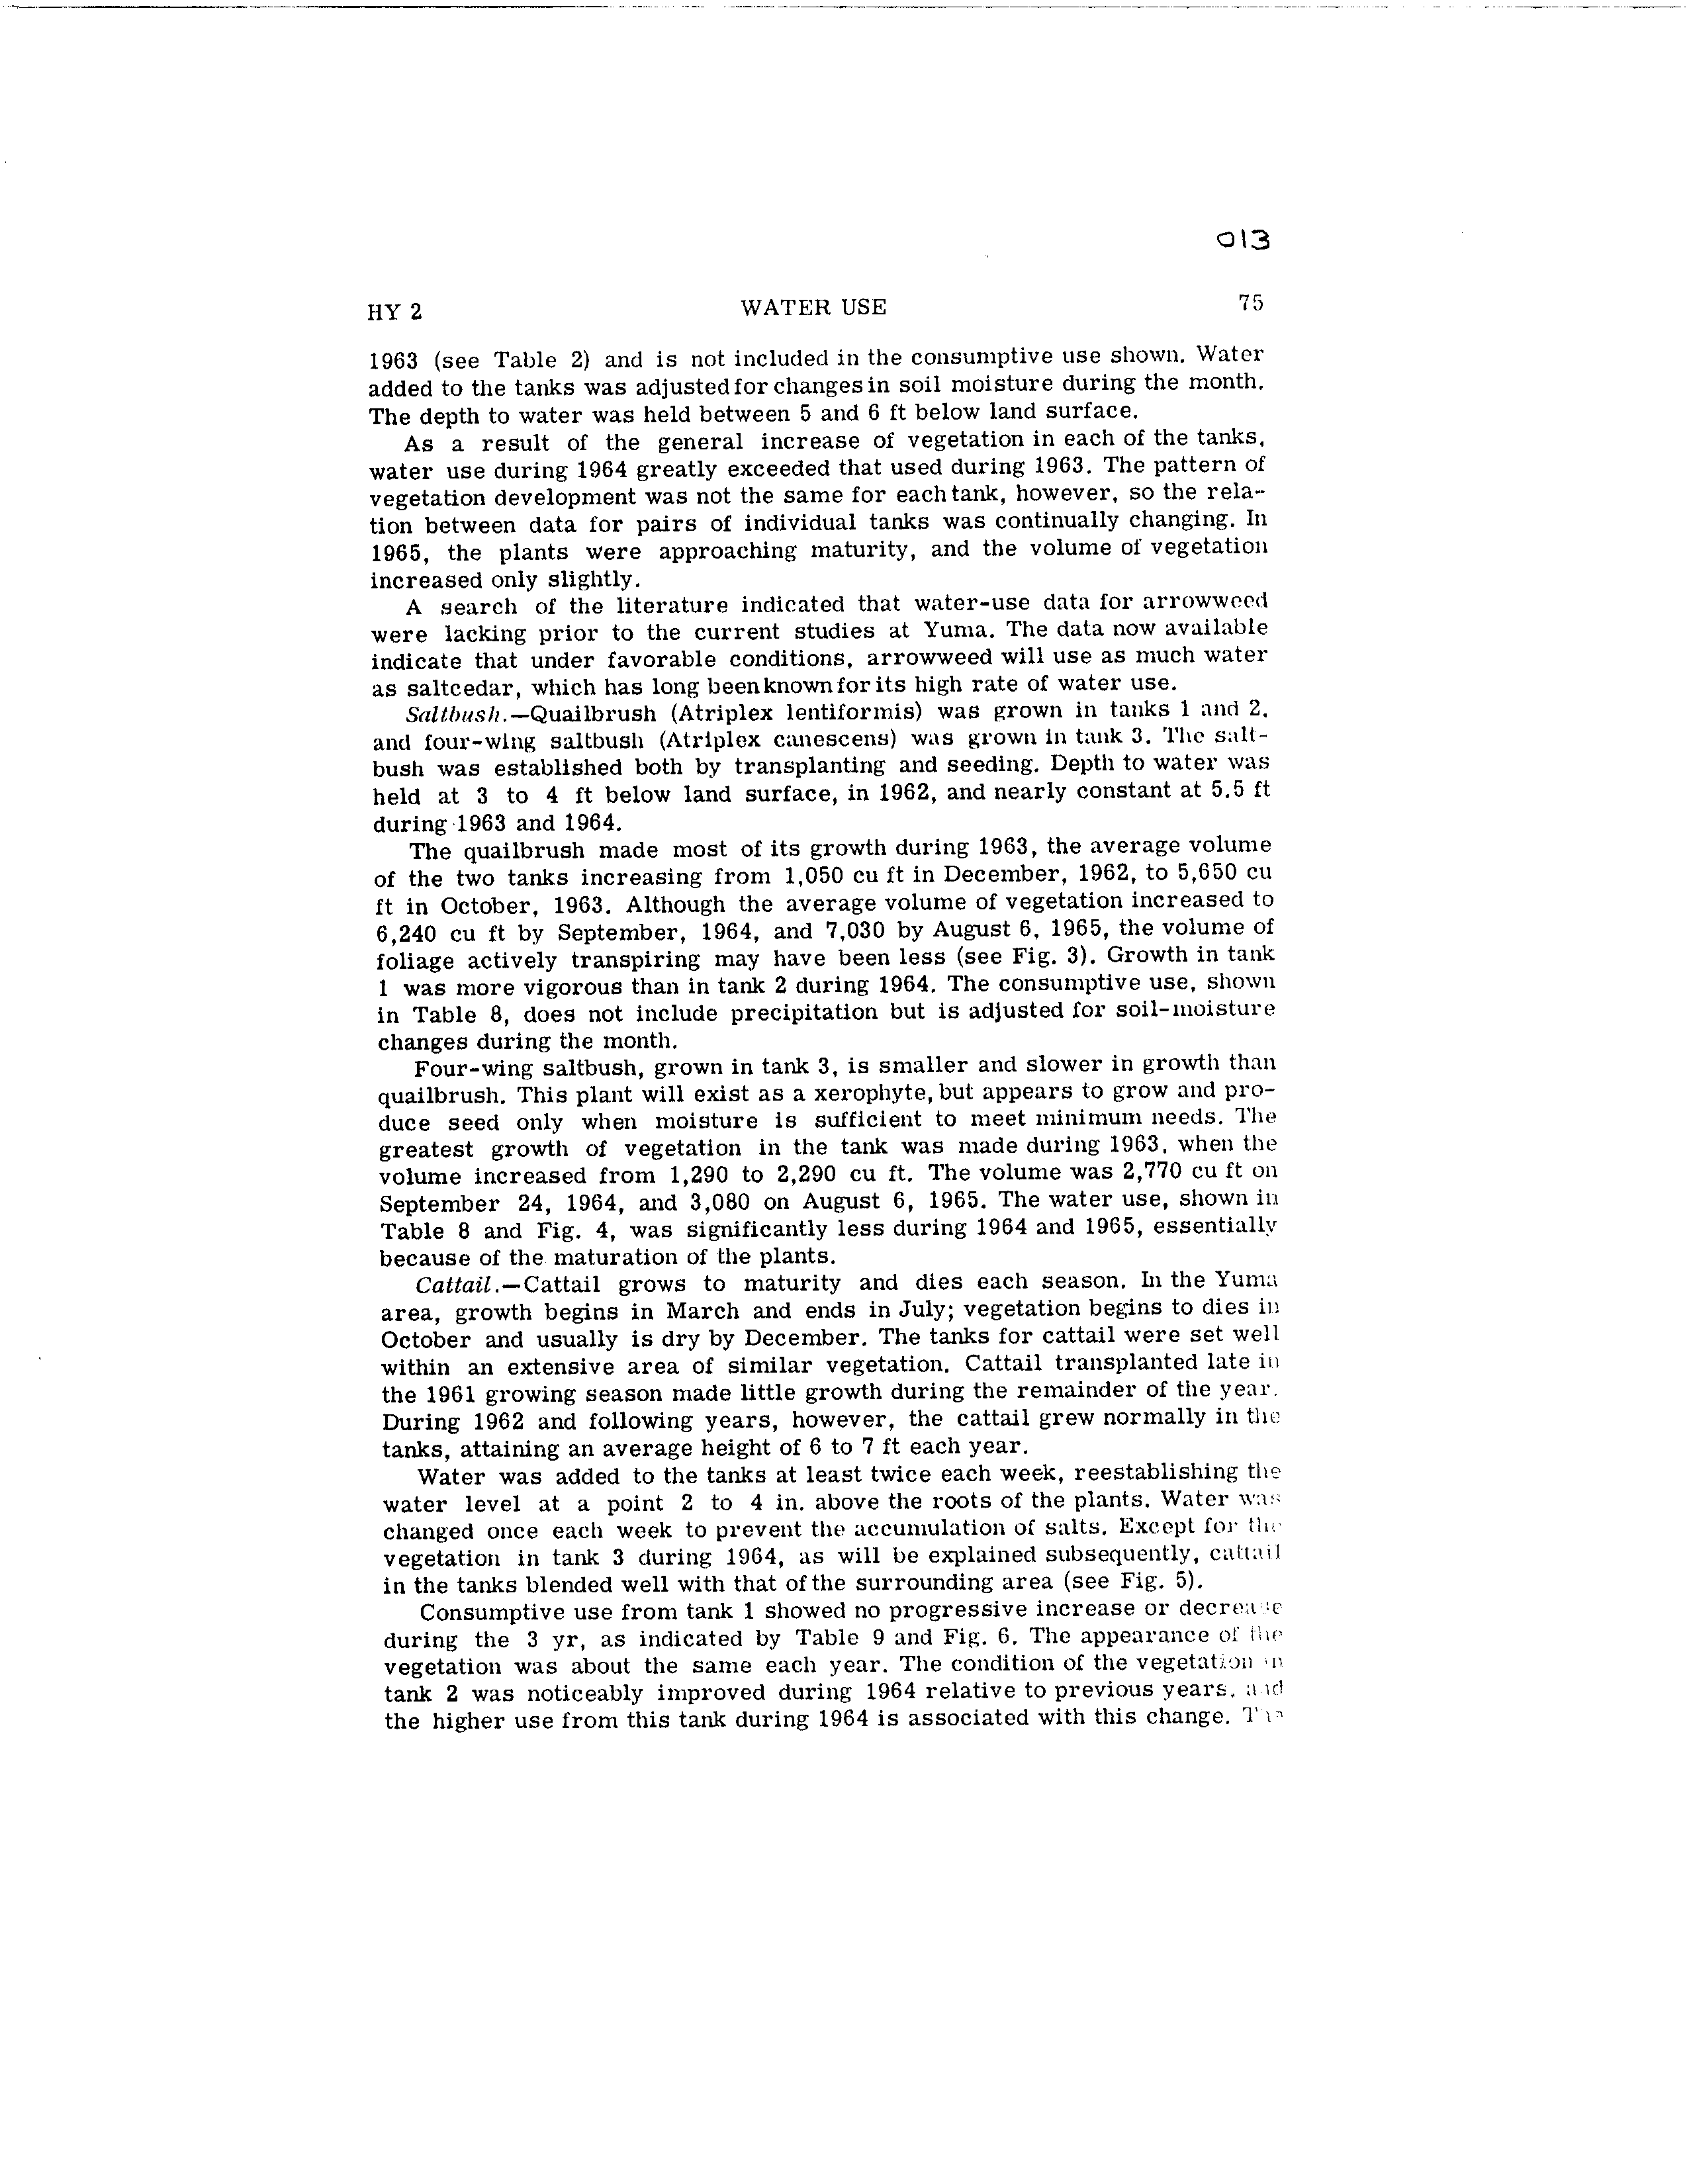 013
HY 2 WATER USE 75
1963 (see Table 2) and is not included in the consumptive use shown. Water
added to the tanks was adjusted for changes in soil moisture during the month.
The depth to water was held between 5 and 6 ft below land surface.
As a result of the general increase of vegetation in each of the tanks,
water use during 1964 greatly exceeded that used during 1963. The pattern of
vegetation development was not the same for each tank, however, so the rela-
tion between data for pairs of individual tanks was continually changing. In
1965, the plants were approaching maturity, and the volume of vegetation
increased only slightly.
A search of the literature indicated that water-use data for arrowweed
were lacking prior to the current studies at Yuma. The data now available
indicate that under favorable conditions, arrowweed will use as much water
as saltcedar, which has long been known for its high rate of water use.
Saltbush.—Quailbrush (Atriplex lentiformis) was grown in tanks 1 and 2,
and four-wing saltbush (Atriplex canescens) was grown in tank 3. The salt-
bush was established both by transplanting and seeding. Depth to water was
held at 3 to 4 ft below land surface, in 1962, and nearly constant at 5.5 ft
during 1963 and 1964.
The quailbrush made most of its growth during 1963, the average volume
of the two tanks increasing from 1,050 cu ft in December, 1962, to 5,650 cu
ft in October, 1963. Although the average volume of vegetation increased to
6,240 cu ft by September, 1964, and 7,030 by August 6, 1965, the volume of
foliage actively transpiring may have been less (see Fig. 3). Growth in tank
1 was more vigorous than in tank 2 during 1964. The consumptive use, shown
in Table 8, does not include precipitation but is adjusted for soil-moisture
changes during the month.
Four-wing saltbush, grown in tank 3, is smaller and slower in growth than
quailbrush. This plant will exist as a xerophyte, but appears to grow and pro-
duce seed only when moisture is sufficient to meet minimum needs. The
greatest growth of vegetation in the tank was made during 1963, when the
volume increased from 1,290 to 2,290 cu ft. The volume was 2,770 cu ft on
September 24, 1964, and 3,080 on August 6, 1965. The water use, shown in
Table 8 and Fig. 4, was significantly less during 1964 and 1965, essentially
because of the maturation of the plants.
Cattail.—Cattail grows to maturity and dies each season. In the Yuma
area, growth begins in March and ends in July; vegetation begins to dies in
October and usually is dry by December. The tanks for cattail were set well
within an extensive area of similar vegetation. Cattail transplanted late in
the 1961 growing season made little growth during the remainder of the year.
During 1962 and following years, however, the cattail grew normally in the
tanks, attaining an average height of 6 to 7 ft each year.
Water was added to the tanks at least twice each week, reestablishing the
water level at a point 2 to 4 in. above the roots of the plants. Water was
changed once each week to prevent the accumulation of salts. Except for the
vegetation in tank 3 during 1964, as will be explained subsequently, cattail
in the tanks blended well with that of the surrounding area (see Fig. 5).
Consumptive use from tank 1 showed no progressive increase or decrease
during the 3 yr, as indicated by Table 9 and Fig. 6. The appearance of the
vegetation was about the same each year. The condition of the vegetation in
tank 2 was noticeably improved during 1964 relative to previous years, and
the higher use from this tank during 1964 is associated with this change.